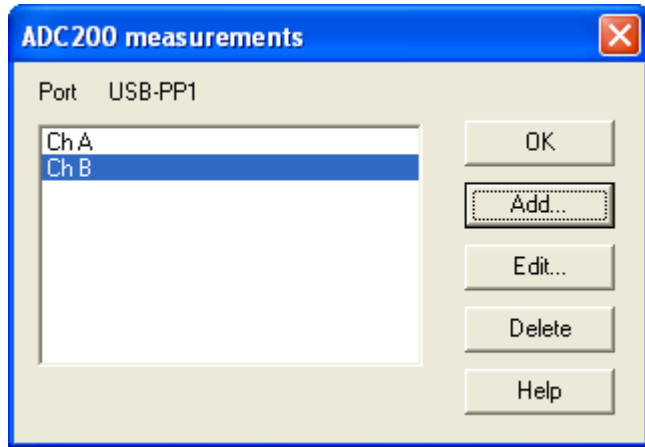 ADC200 measurements
Port USB-PP1
Ch A
Ch B
OK
Add...
Edit...
Delete
Help